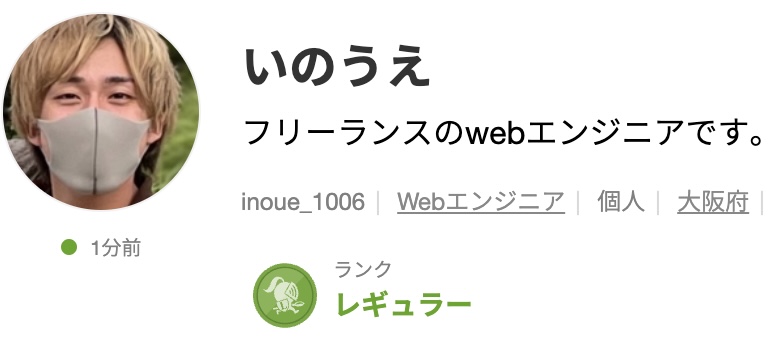 いのうえ
フリーランスのwebエンジニアです。
inoue_1006 | Webエンジニア | 個人 | 大阪府 |
1分前
ランク
レギュラー